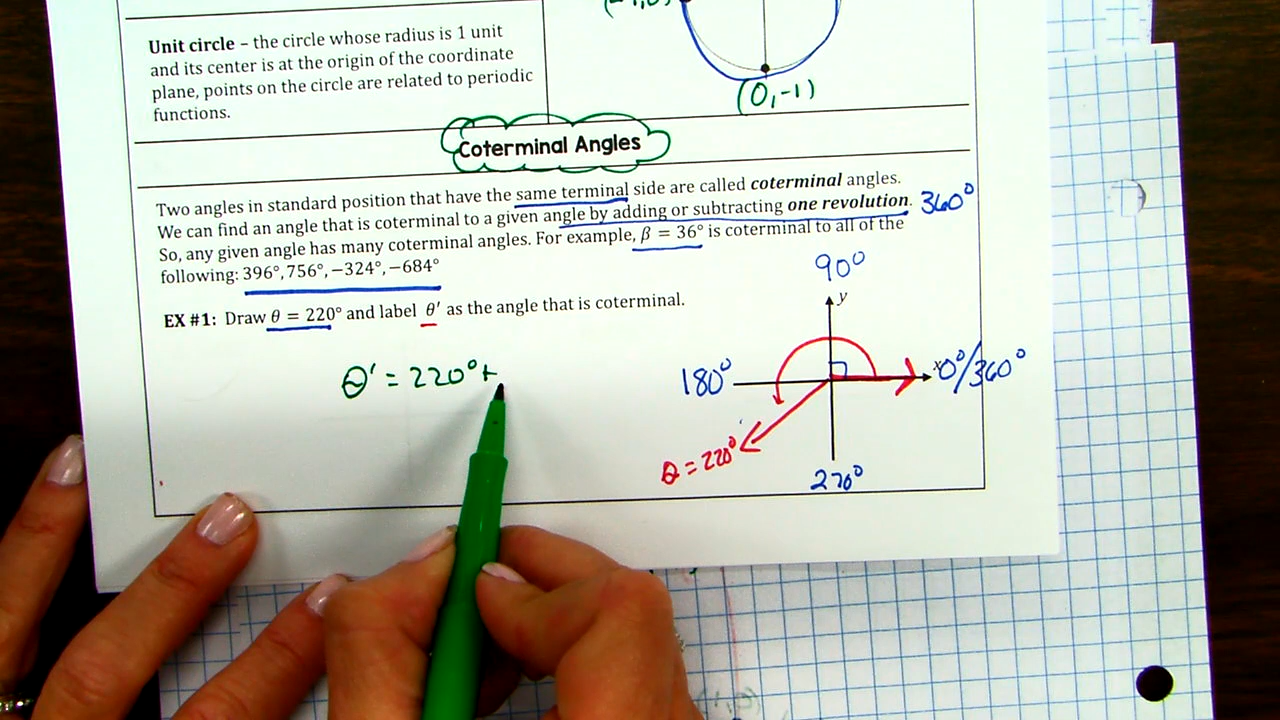 Unit circle – the circle whose radius is 1 unit
and its center is at the origin of the coordinate
plane, points on the circle are related to periodic
functions.
(0,-1)
Coterminal Angles
Two angles in standard position that have the same terminal side are called coterminal angles.
We can find an angle that is coterminal to a given angle by adding or subtracting one revolution. 360°
So, any given angle has many coterminal angles. For example, β = 36° is coterminal to all of the
following: 396°, 756°, −324°, −684°
90°
EX #1: Draw θ = 220° and label θ' as the angle that is coterminal.
y
θ' = 220° +
180°
x
0°/360°
θ = 220°
270°